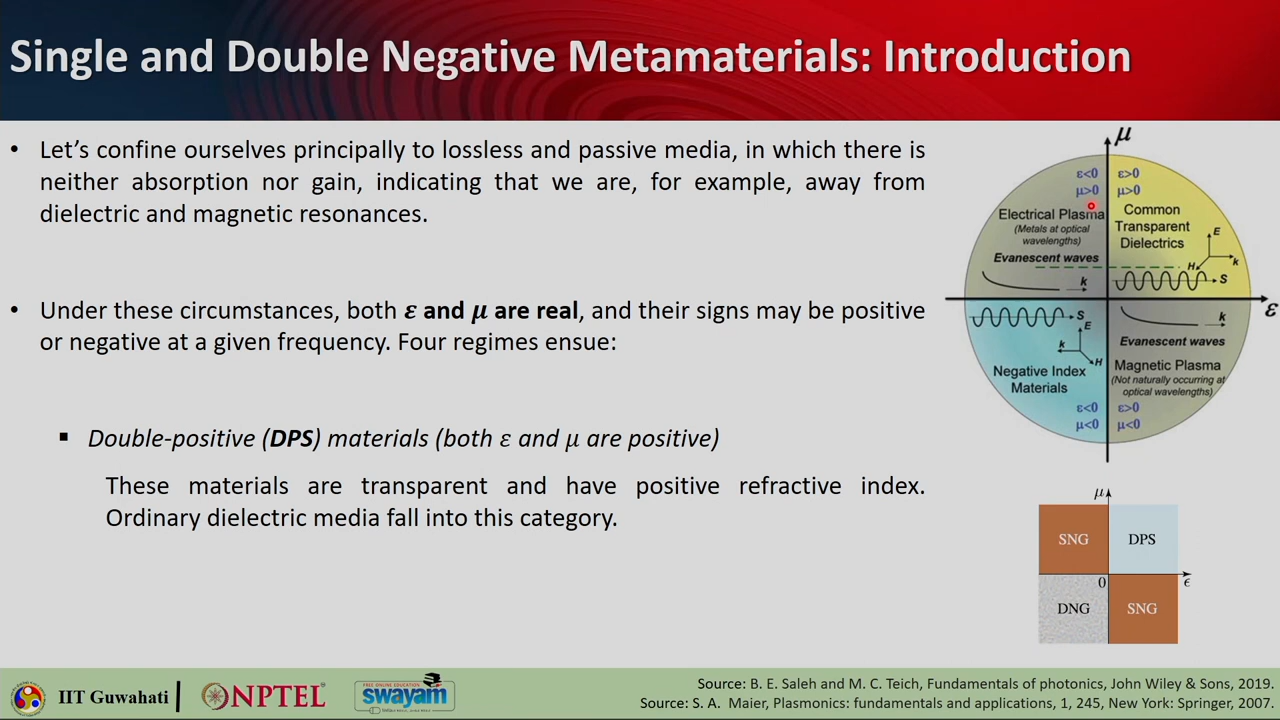 Single and Double Negative Metamaterials: Introduction
• Let's confine ourselves principally to lossless and passive media, in which there is
neither absorption nor gain, indicating that we are, for example, away from
dielectric and magnetic resonances.
• Under these circumstances, both ε and μ are real, and their signs may be positive
or negative at a given frequency. Four regimes ensue:
▪ Double-positive (DPS) materials (both ε and μ are positive)
These materials are transparent and have positive refractive index.
Ordinary dielectric media fall into this category.
μ
ε<0
μ>0
Electrical Plasma
(Metals at optical
wavelengths)
Evanescent waves
k
ε>0
μ>0
Common
Transparent
Dielectrics
E
H
k
S
ε
S
E
k
H
Negative Index
Materials
ε<0
μ<0
k
Evanescent waves
Magnetic Plasma
(Not naturally occurring at
optical wavelengths)
ε>0
μ<0
μ
SNG
DPS
0
ϵ
DNG
SNG
IIT Guwahati
NPTEL
FREE ONLINE EDUCATION
swayam
Source: B. E. Saleh and M. C. Teich, Fundamentals of photonics, John Wiley & Sons, 2019.
Source: S. A. Maier, Plasmonics: fundamentals and applications, 1, 245, New York: Springer, 2007.